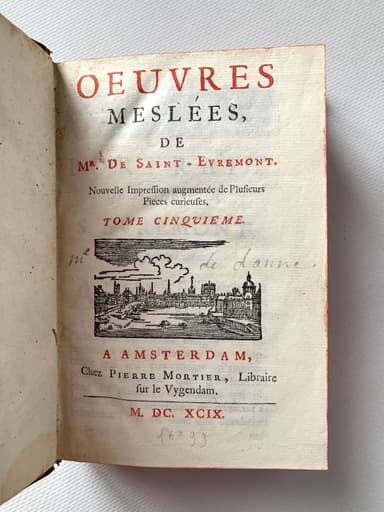 OEUVRES
MESLÉES,
DE
Mr. DE SAINT-EVREMONT.
Nouvelle Impression augmentée de Plusieurs
Pieces curieuses.
TOME CINQUIEME.
de
A AMSTERDAM,
Chez PIERRE MORTIER, Libraire
sur le Vygendam.
M. DC. XCIX.
1699